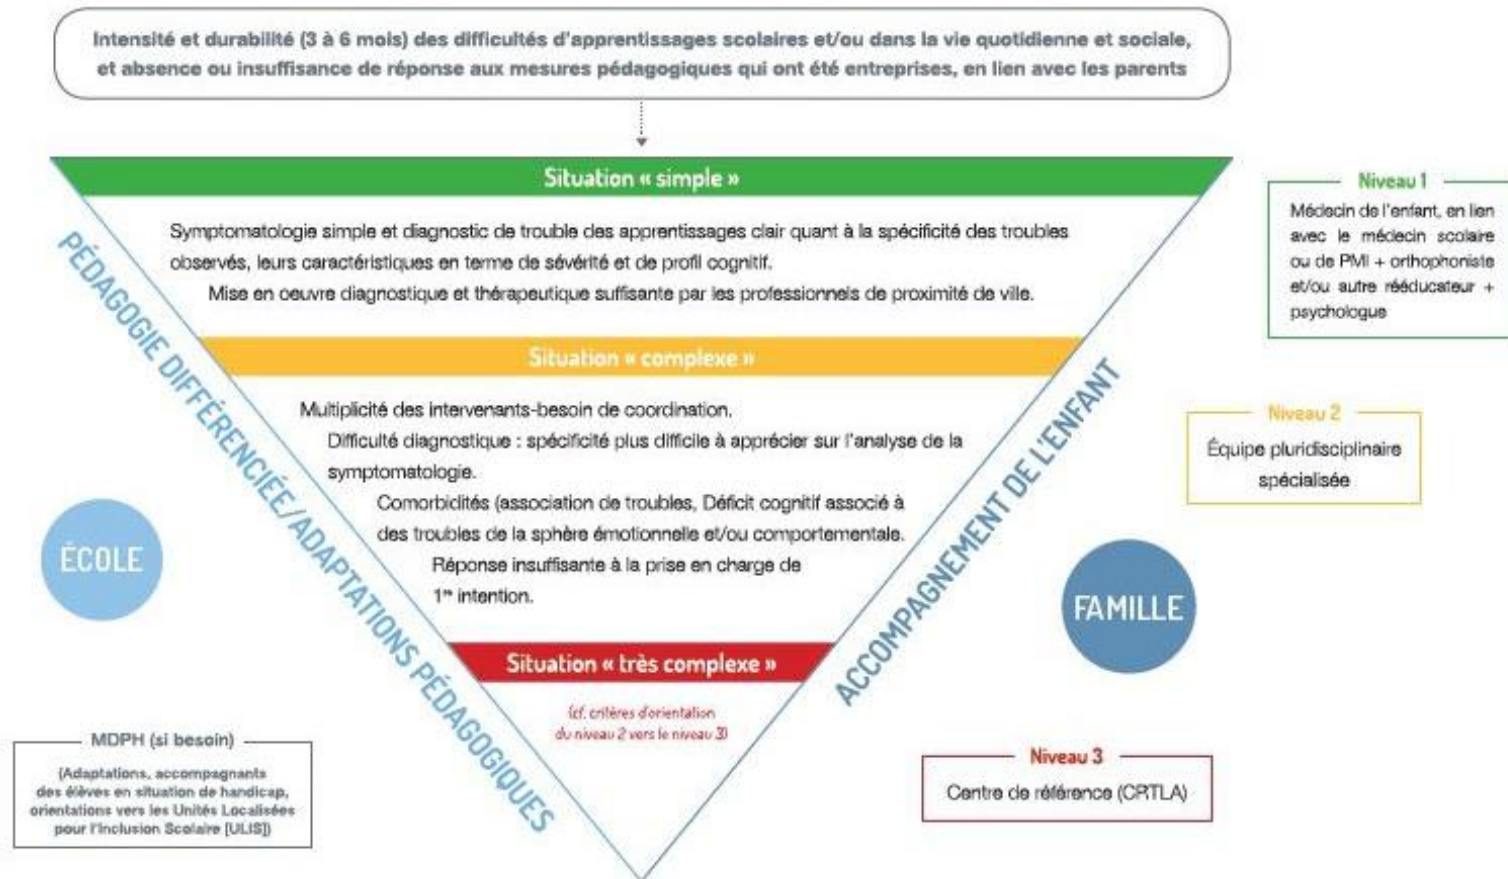 Intensité et durabilité (3 à 6 mois) des difficultés d'apprentissages scolaires et/ou dans la vie quotidienne et sociale,
et absence ou insuffisance de réponse aux mesures pédagogiques qui ont été entreprises, en lien avec les parents
Situation « simple »
Symptomatologie simple et diagnostic de trouble des apprentissages clair quant à la spécificité des troubles
observés, leurs caractéristiques en terme de sévérité et de profil cognitif.
Mise en oeuvre diagnostique et thérapeutique suffisante par les professionnels de proximité de ville.
Niveau 1
Médecin de l'enfant, en lien
avec le médecin scolaire
ou de PMI + orthophoniste
et/ou autre rééducateur +
psychologue
PÉDAGOGIE DIFFÉRENCIÉE/ADAPTATIONS PÉDAGOGIQUES
Situation « complexe »
Multiplicité des intervenants-besoin de coordination.
Difficulté diagnostique : spécificité plus difficile à apprécier sur l'analyse de la
symptomatologie.
Comorbidités (association de troubles, Déficit cognitif associé à
des troubles de la sphère émotionnelle et/ou comportementale.
Réponse insuffisante à la prise en charge de
1re intention.
ACCOMPAGNEMENT DE L'ENFANT
Niveau 2
Équipe pluridisciplinaire
spécialisée
ÉCOLE
FAMILLE
Situation « très complexe »
(cf. critères d'orientation
du niveau 2 vers le niveau 3)
MDPH (si besoin)
(Adaptations, accompagnants
des élèves en situation de handicap,
orientations vers les Unités Localisées
pour l'Inclusion Scolaire [ULIS])
Niveau 3
Centre de référence (CRTLA)